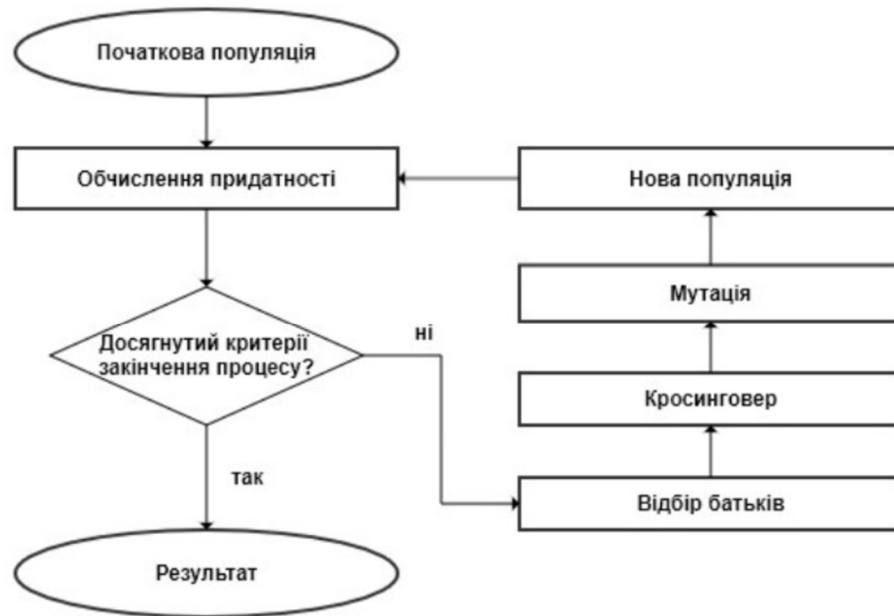 Початкова популяція
Обчислення придатності
Нова популяція
Мутація
Досягнутий критерії
закінчення процесу?
ні
Кросинговер
так
Відбір батьків
Результат